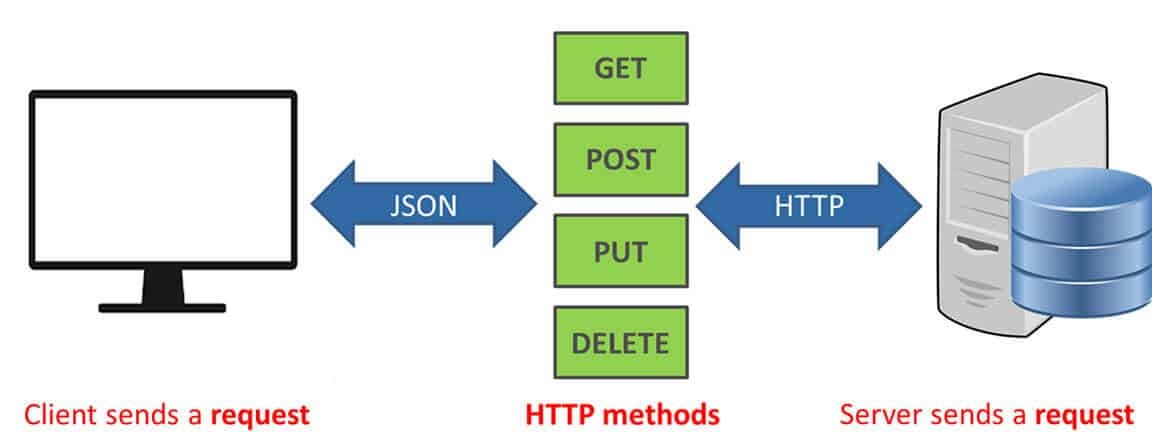 GET
POST
JSON
HTTP
PUT
DELETE
Client sends a request
HTTP methods
Server sends a request